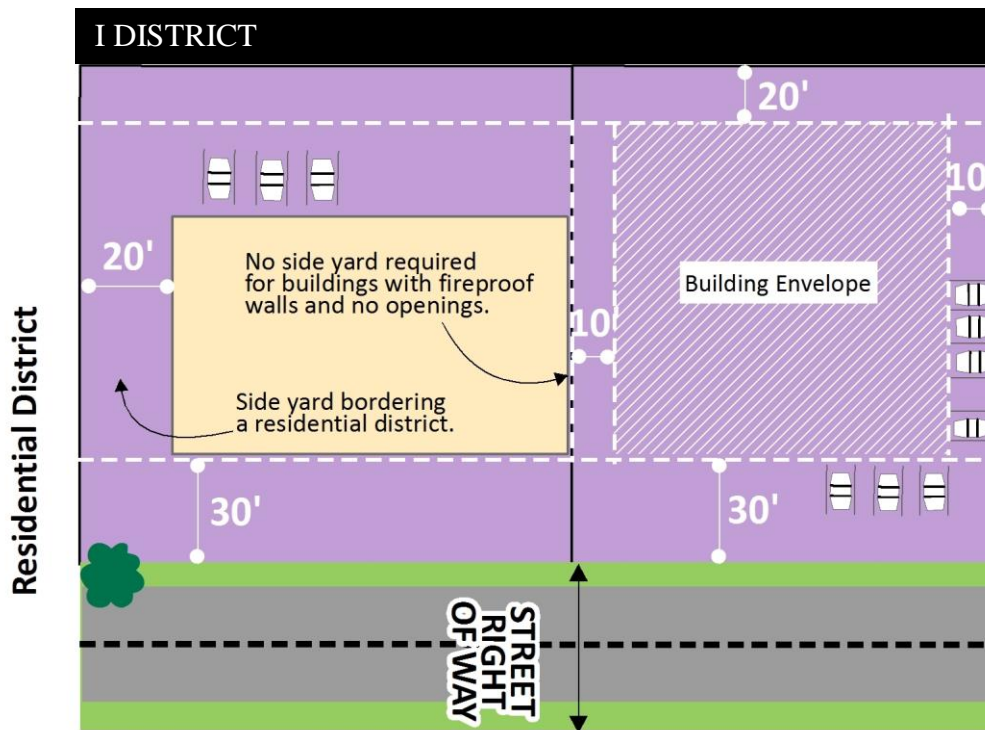 I DISTRICT
20'
10'
20'
No side yard required
for buildings with fireproof
walls and no openings.
Building Envelope
10'
Side yard bordering
a residential district.
30'
30'
Residential District
STREET
RIGHT
OF WAY